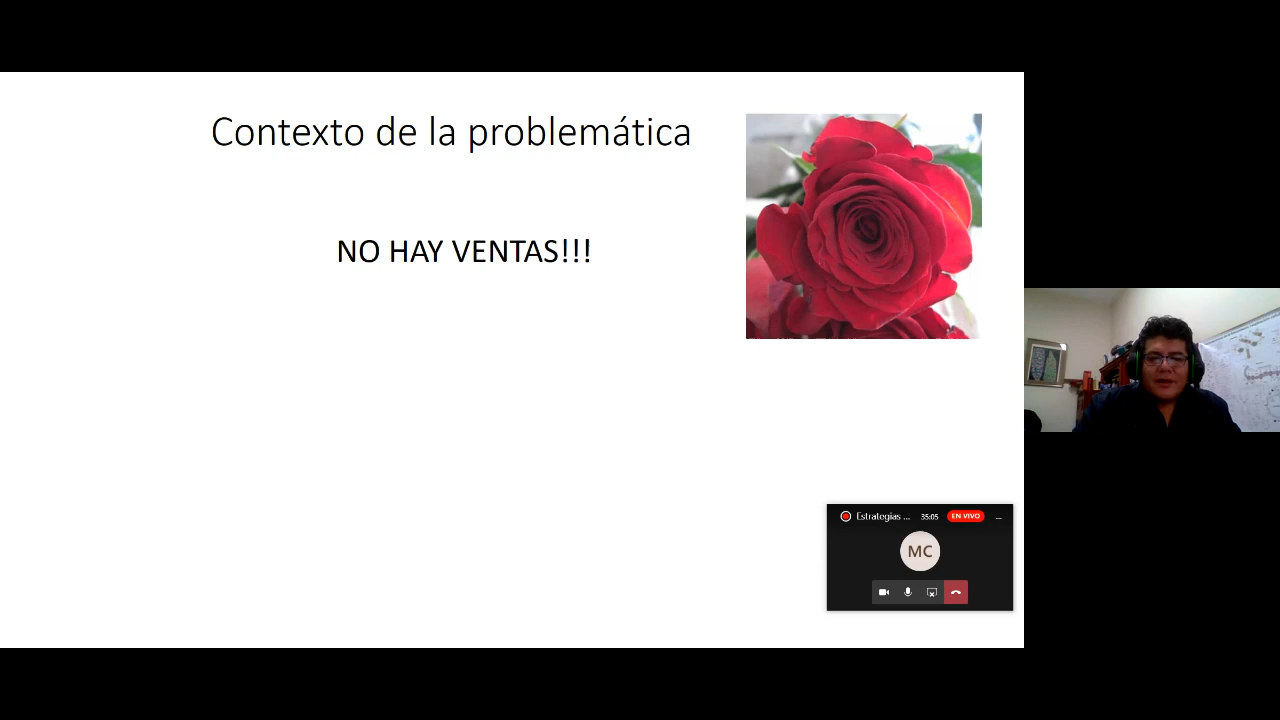 Contexto de la problemática
NO HAY VENTAS!!!
Estrategias ... 35:05 EN VIVO
MC